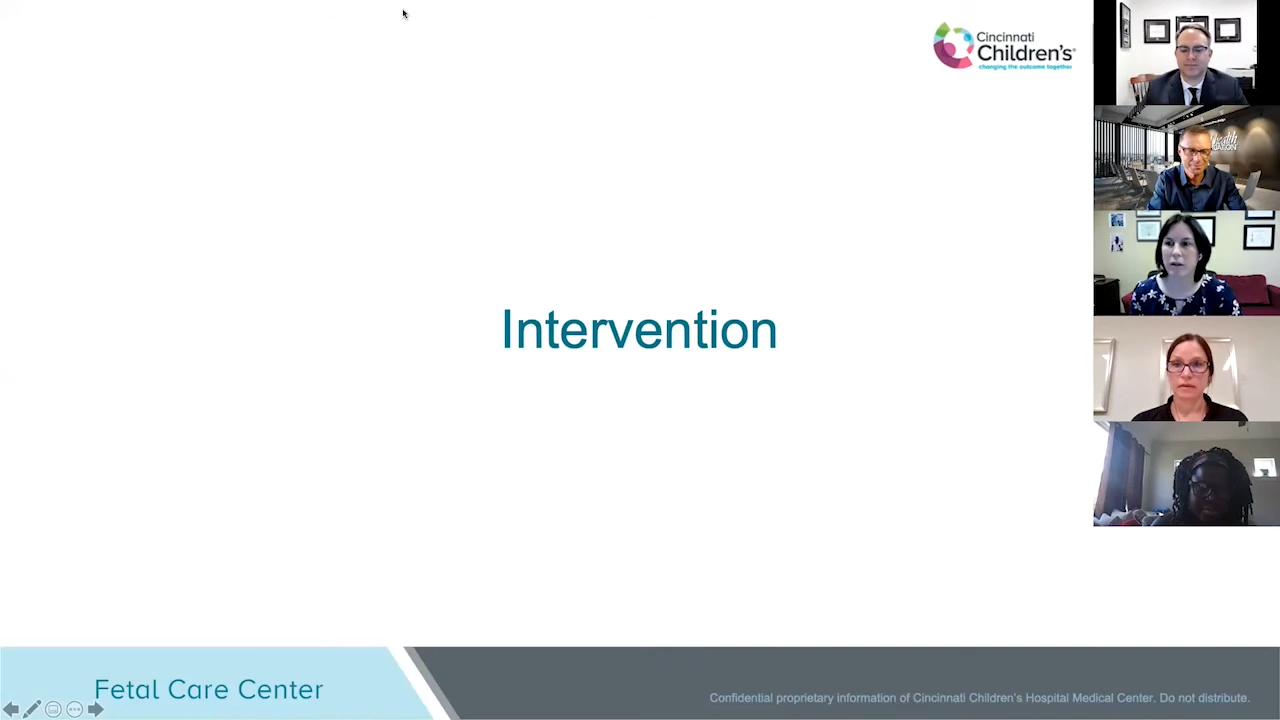 Cincinnati
Children's
changing the outcome together
Intervention
Fetal Care Center
Confidential proprietary information of Cincinnati Children's Hospital Medical Center. Do not distribute.